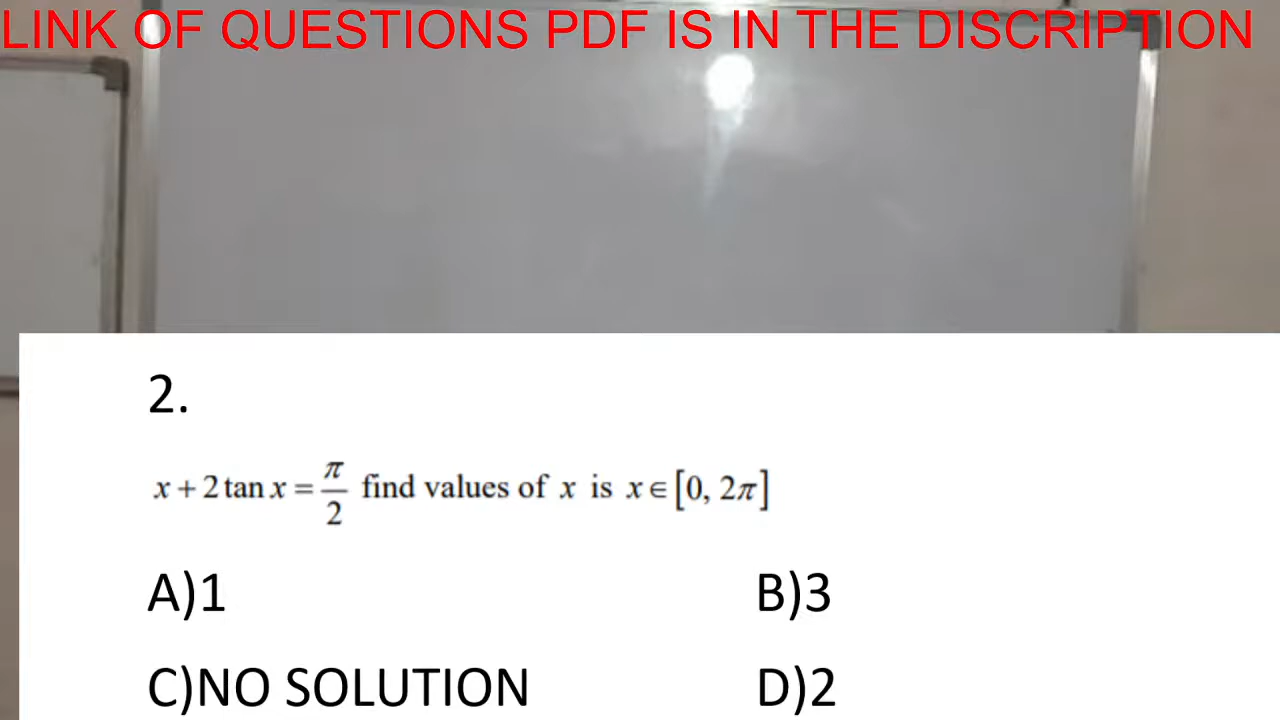 LINK OF QUESTIONS PDF IS IN THE DISCRIPTION
2.
x + 2 tan x = π/2 find values of x is x ∈ [0, 2π]
A)1 B)3
C)NO SOLUTION D)2